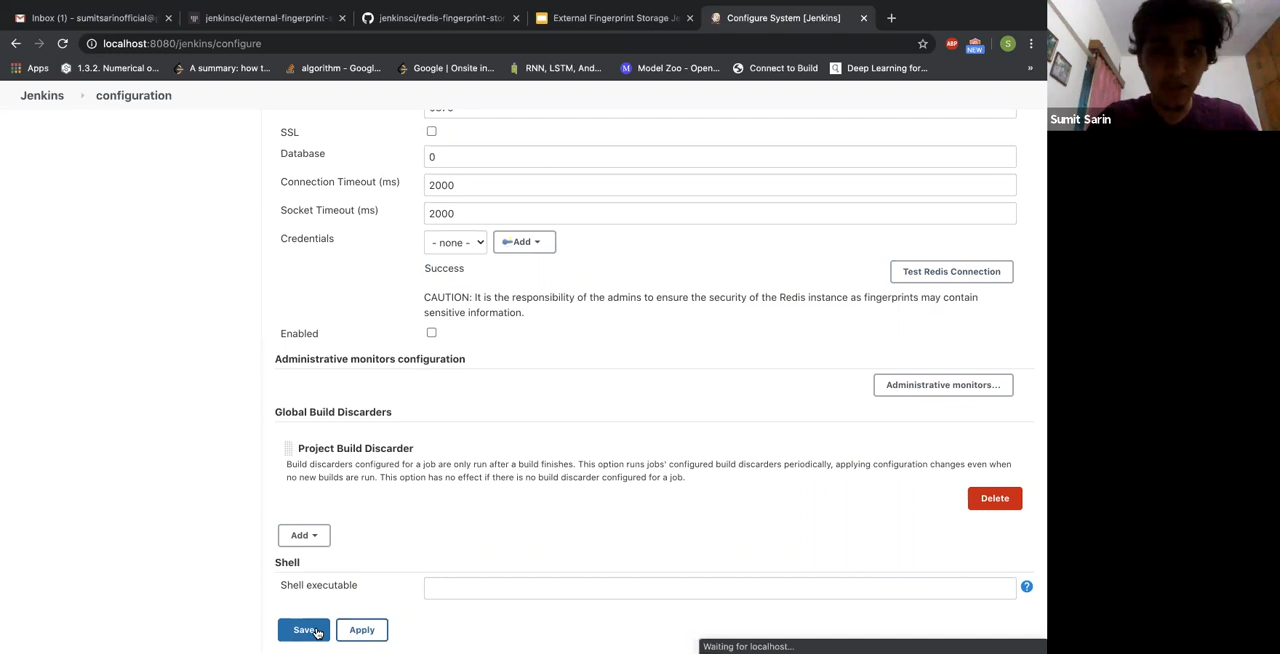 Inbox (1) - sumitsarinofficial@g
jenkinsci/external-fingerprint-s
jenkinsci/redis-fingerprint-stor
External Fingerprint Storage Je
Configure System [Jenkins]
localhost:8080/jenkins/configure
ABP
NEW
S
Apps
1.3.2. Numerical o...
A summary: how t...
algorithm - Googl...
Google | Onsite in...
RNN, LSTM, And...
Model Zoo - Open...
Connect to Build
Deep Learning for...
»
Jenkins
configuration
Sumit Sarin
SSL
Database
0
Connection Timeout (ms)
2000
Socket Timeout (ms)
2000
Credentials
- none -
Add
Success
Test Redis Connection
CAUTION: It is the responsibility of the admins to ensure the security of the Redis instance as fingerprints may contain
sensitive information.
Enabled
Administrative monitors configuration
Administrative monitors...
Global Build Discarders
Project Build Discarder
Build discarders configured for a job are only run after a build finishes. This option runs jobs' configured build discarders periodically, applying configuration changes even when
no new builds are run. This option has no effect if there is no build discarder configured for a job.
Delete
Add
Shell
Shell executable
?
Save
Apply
Waiting for localhost...